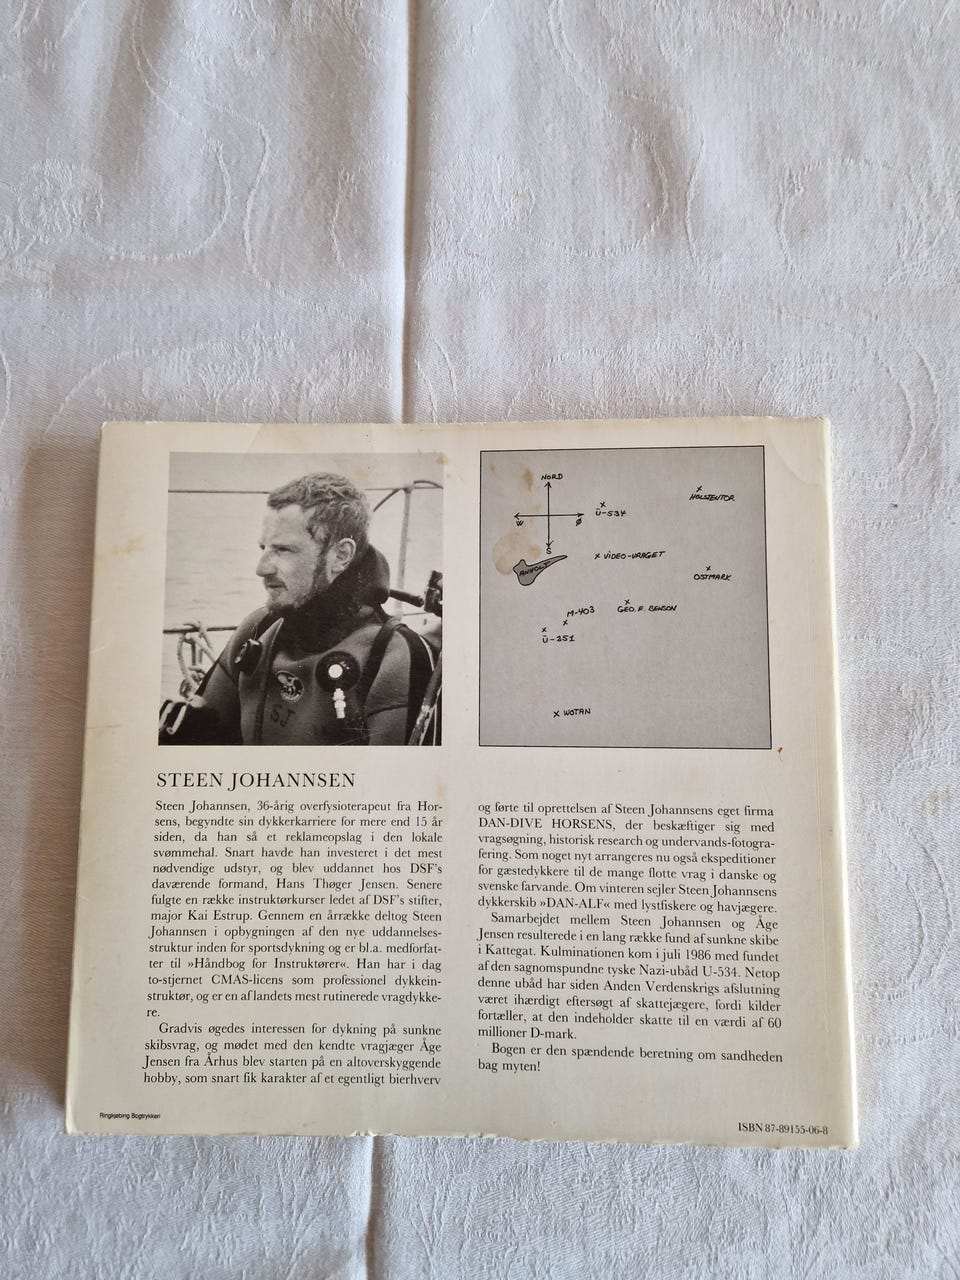 NORD
W
Ø
S
ANHOLT
HOLSTENTOR
U-534
VIDEO-VRAGET
OSTMARK
M-403
GEO. F. BENSON
U-251
WOTAN
SJ
STEEN JOHANNSEN
Steen Johannsen, 36-årig overfysioterapeut fra Hor-
sens, begyndte sin dykkerkarriere for mere end 15 år
siden, da han så et reklameopslag i den lokale
svømmehal. Snart havde han investeret i det mest
nødvendige udstyr, og blev uddannet hos DSF's
daværende formand, Hans Thøger Jensen. Senere
fulgte en række instruktørkurser ledet af DSF's stifter,
major Kai Estrup. Gennem en årrække deltog Steen
Johannsen i opbygningen af den nye uddannelses-
struktur inden for sportsdykning og er bl.a. medforfat-
ter til »Håndbog for Instruktører«. Han har i dag
to-stjernet CMAS-licens som professionel dykkein-
struktør, og er en af landets mest rutinerede vragdykke-
re.
Gradvis øgedes interessen for dykning på sunkne
skibsvrag, og mødet med den kendte vragjæger Åge
Jensen fra Århus blev starten på en altoverskyggende
hobby, som snart fik karakter af et egentligt bierhverv
og førte til oprettelsen af Steen Johannsens eget firma
DAN-DIVE HORSENS, der beskæftiger sig med
vragsøgning, historisk research og undervands-fotogra-
fering. Som noget nyt arrangeres nu også ekspeditioner
for gæstedykkere til de mange flotte vrag i danske og
svenske farvande. Om vinteren sejler Steen Johannsens
dykkerskib »DAN-ALF« med lystfiskere og havjægere.
Samarbejdet mellem Steen Johannsen og Åge
Jensen resulterede i en lang række fund af sunkne skibe
i Kattegat. Kulminationen kom i juli 1986 med fundet
af den sagnomspundne tyske Nazi-ubåd U-534. Netop
denne ubåd har siden Anden Verdenskrigs afslutning
været ihærdigt eftersøgt af skattejægere, fordi kilder
fortæller, at den indeholder skatte til en værdi af 60
millioner D-mark.
Bogen er den spændende beretning om sandheden
bag myten!
Ringkjøbing Bogtrykkeri
ISBN 87-89155-06-8